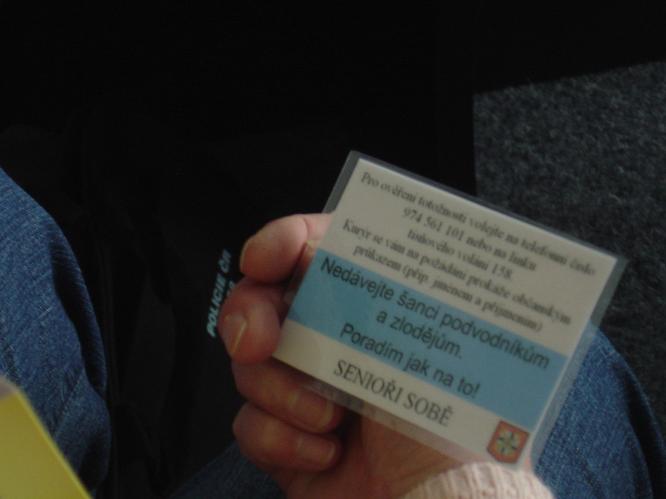 Pro ověření totožnosti volejte na telefonní číslo
974 561 101 nebo na linku
tísňového volání 158.
Kurýr se vám na požádání prokáže občanským
průkazem (příp. jménem a příjmením)
Nedávejte šanci podvodníkům
a zlodějům.
Poradím jak na to!
SENIOŘI SOBĚ
POLICIE ČR